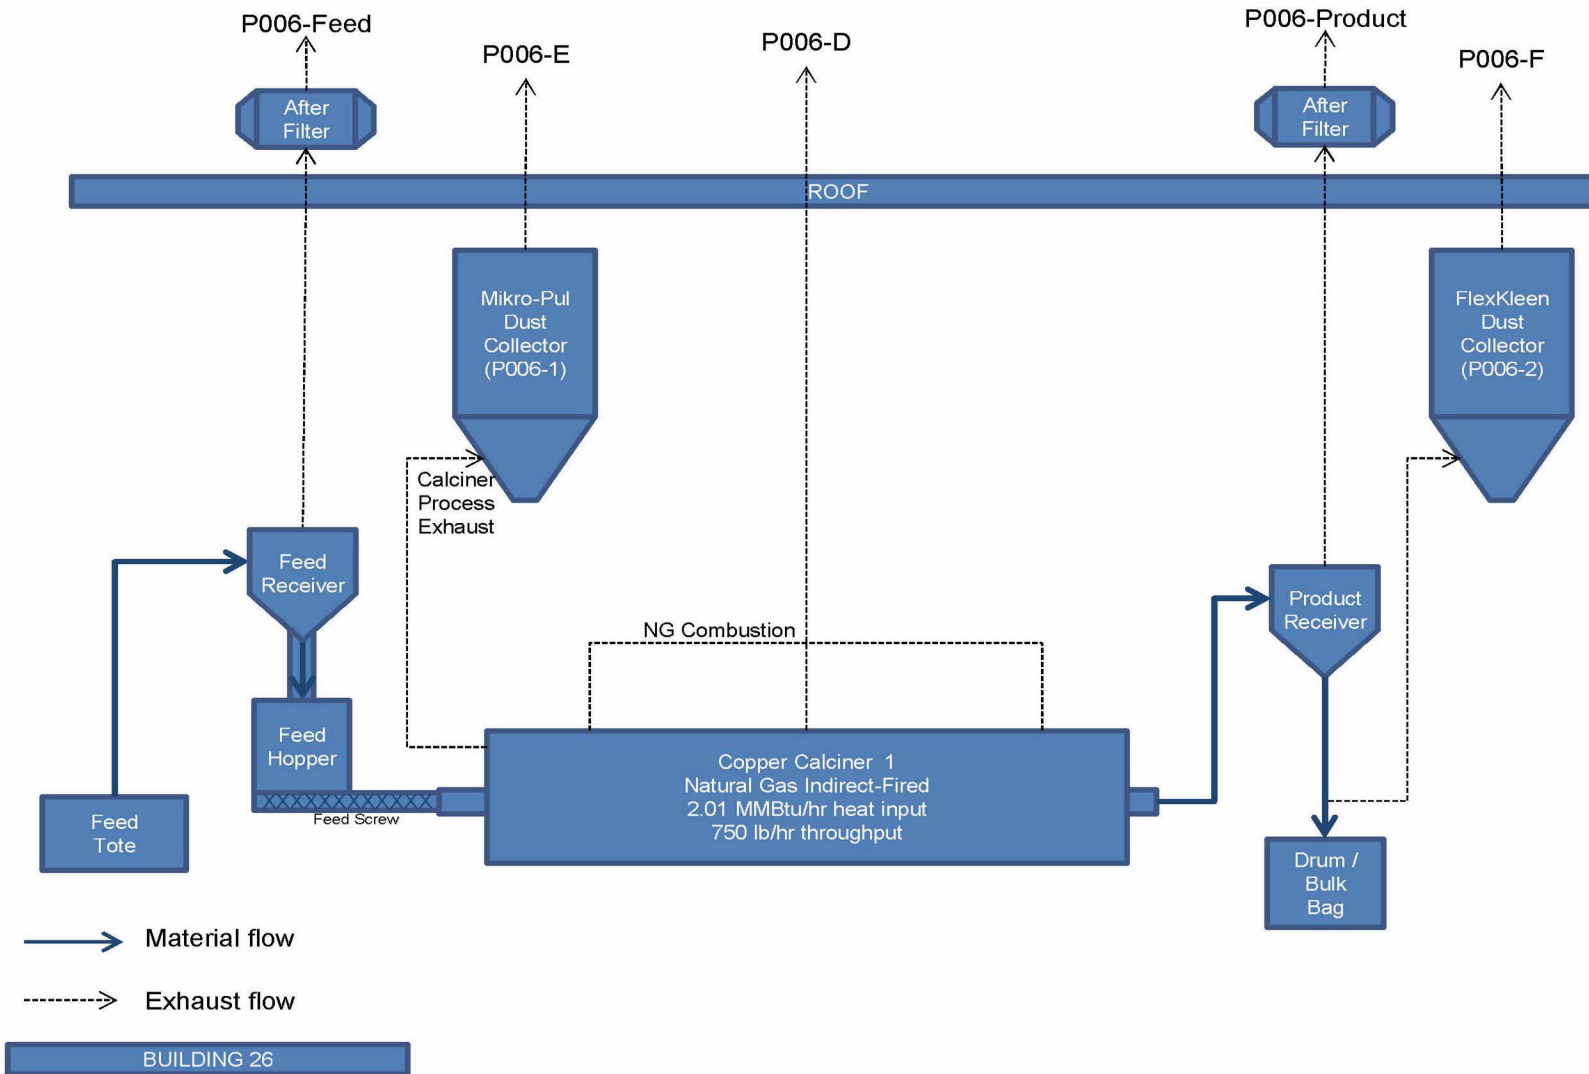 P006-Feed
P006-E
P006-D
P006-Product
P006-F
After
Filter
After
Filter
ROOF
Mikro-Pul
Dust
Collector
(P006-1)
FlexKleen
Dust
Collector
(P006-2)
Calciner
Process
Exhaust
Feed
Receiver
Product
Receiver
NG Combustion
Feed
Hopper
Feed Screw
Feed
Tote
Copper Calciner 1
Natural Gas Indirect-Fired
2.01 MMBtu/hr heat input
750 lb/hr throughput
Drum /
Bulk
Bag
Material flow
Exhaust flow
BUILDING 26